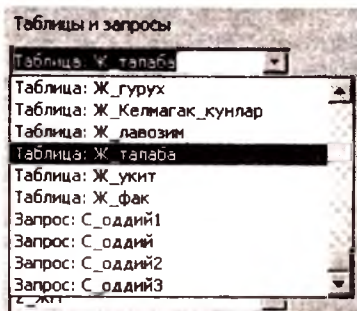 Таблицы и запросы
Таблица: Ж_талаба
Таблица: Ж_гурух
Таблица: Ж_Келмагак_кунлар
Таблица: Ж_лавозим
Таблица: Ж_талаба
Таблица: Ж_укит
Таблица: Ж_фак
Запрос: С_оддий1
Запрос: С_оддий
Запрос: С_оддий2
Запрос: С_оддий3